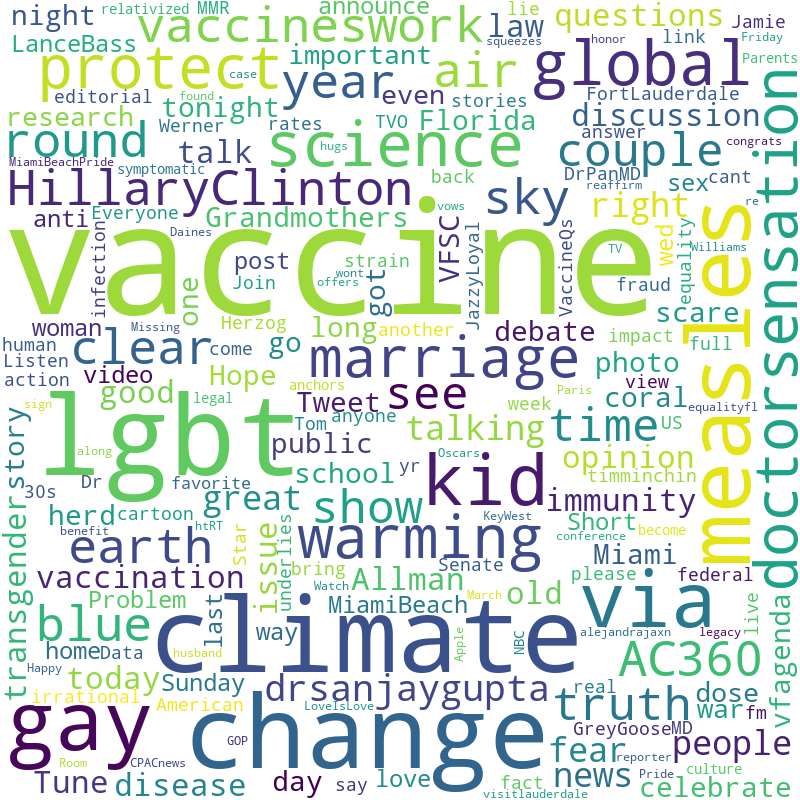 night
relativized
MMR
announce
lie
law
questions
Jamie
vaccineswork
LanceBass
important
squeezes
honor
link
Friday
protect
year
air
global
Parents
case
found
editorial
even
stories
FortLauderdale
research
tonight
discussion
round
Werner
rates
TVO
Florida
answer
couple
congrats
talk
science
hugs
DrPanMD
reaffirm
sex
cant
MiamiBeachPride
symptomatic
back
HillaryClinton
sky
right
re
anti
Everyone
Grandmothers
vows
VFSC
wed
equality
doctorsensation
measles
infection
vaccine
Daines
JazzyLoyal
VaccineQs
TV
Williams
post
strain
Join
offers
wont
got
one
fraud
scare
woman
Missing
Herzog
long
another
debate
impact
full
human
clear
come
go
Listen
marriage
photo
action
video
good
Hope
anchors
week
view
legal
see
Paris
coral
equalityfl
sign
Tweet
anyone
lgbt
Tom
talking
time
US
story
public
along
Oscars
opinion
30s
Dr
favorite
school
yr
kid
timminchin
herd
cartoon
great
show
KeyWest
immunity
benefit
htRT
Short
become
transgender
earth
issue
Star
underlies
warming
conference
Senate
Miami
vaccination
bring
Allman
please
federal
Problem
Watch
March
old
via
live
blue
last
way
MiamiBeach
climate
alejandrajaxn
legacy
home
Data
Apple
NBC
vfagenda
Happy
husband
today
Sunday
AC360
irrational
American
LoveIsLove
drsanjaygupta
real
truth
dose
war
fm
gay
change
GreyGooseMD
GOP
fear
people
Room
CPACnews
reporter
news
Tune
disease
day
say
love
fact
Pride
culture
celebrate
visitlauderdale